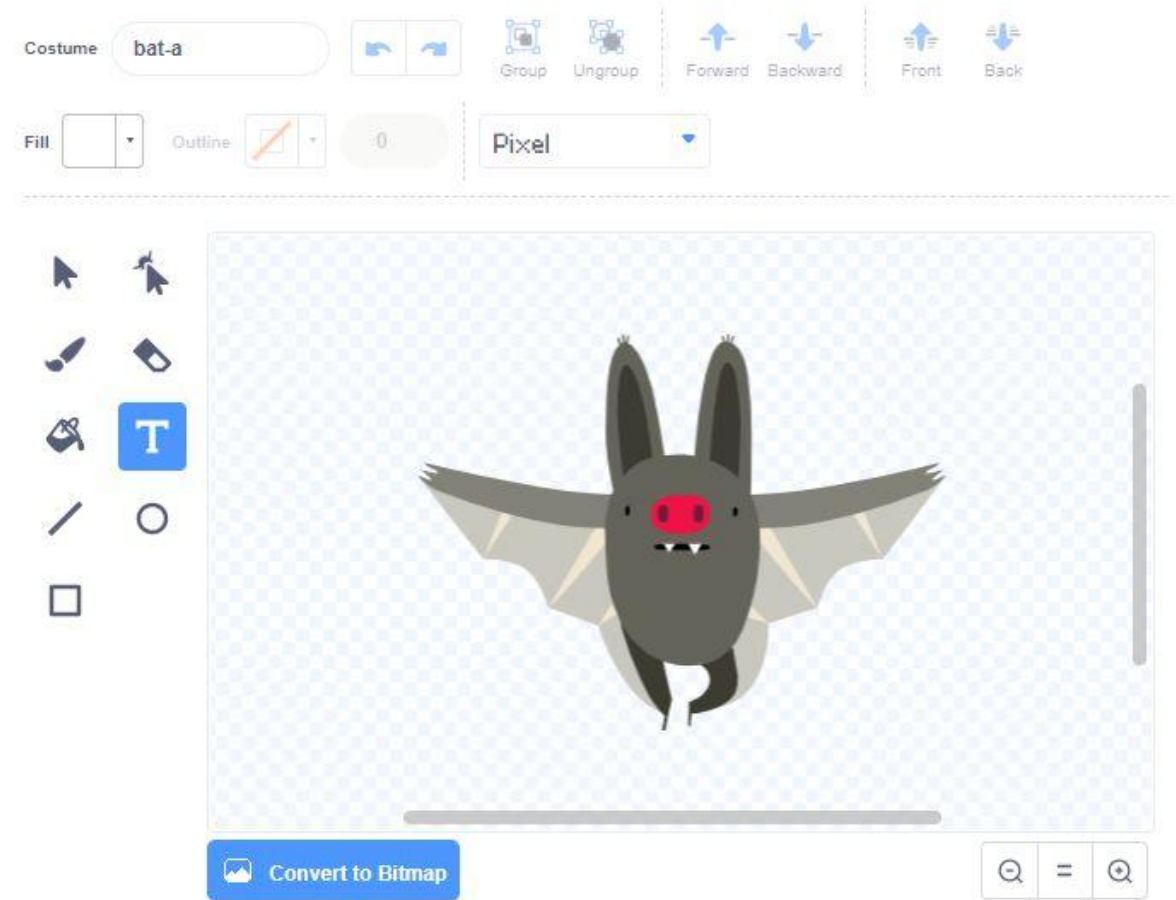 Costume bat-a
Group Ungroup Forward Backward Front Back
Fill Outline 0 Pixel
T
Convert to Bitmap